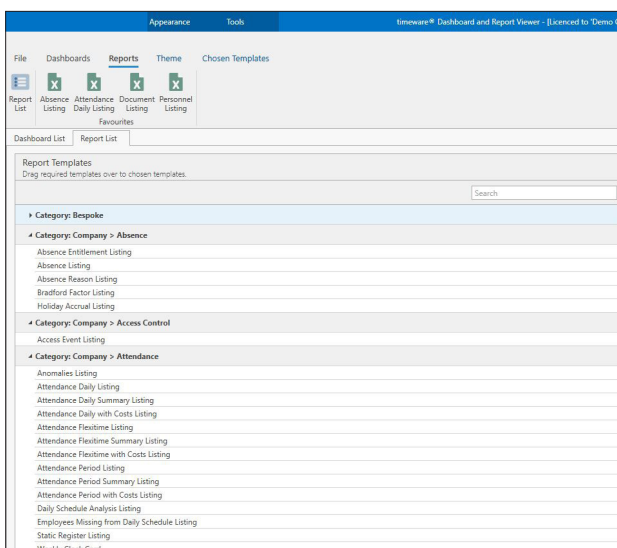 Appearance Tools timeware® Dashboard and Report Viewer - [Licenced to 'Demo
File Dashboards Reports Theme Chosen Templates
Report List
Absence Listing
Attendance Daily Listing
Document Listing
Personnel Listing
Favourites
Dashboard List Report List
Report Templates
Drag required templates over to chosen templates.
Search
Category: Bespoke
Category: Company > Absence
Absence Entitlement Listing
Absence Listing
Absence Reason Listing
Bradford Factor Listing
Holiday Accrual Listing
Category: Company > Access Control
Access Event Listing
Category: Company > Attendance
Anomalies Listing
Attendance Daily Listing
Attendance Daily Summary Listing
Attendance Daily with Costs Listing
Attendance Flexitime Listing
Attendance Flexitime Summary Listing
Attendance Flexitime with Costs Listing
Attendance Period Listing
Attendance Period Summary Listing
Attendance Period with Costs Listing
Daily Schedule Analysis Listing
Employees Missing from Daily Schedule Listing
Static Register Listing